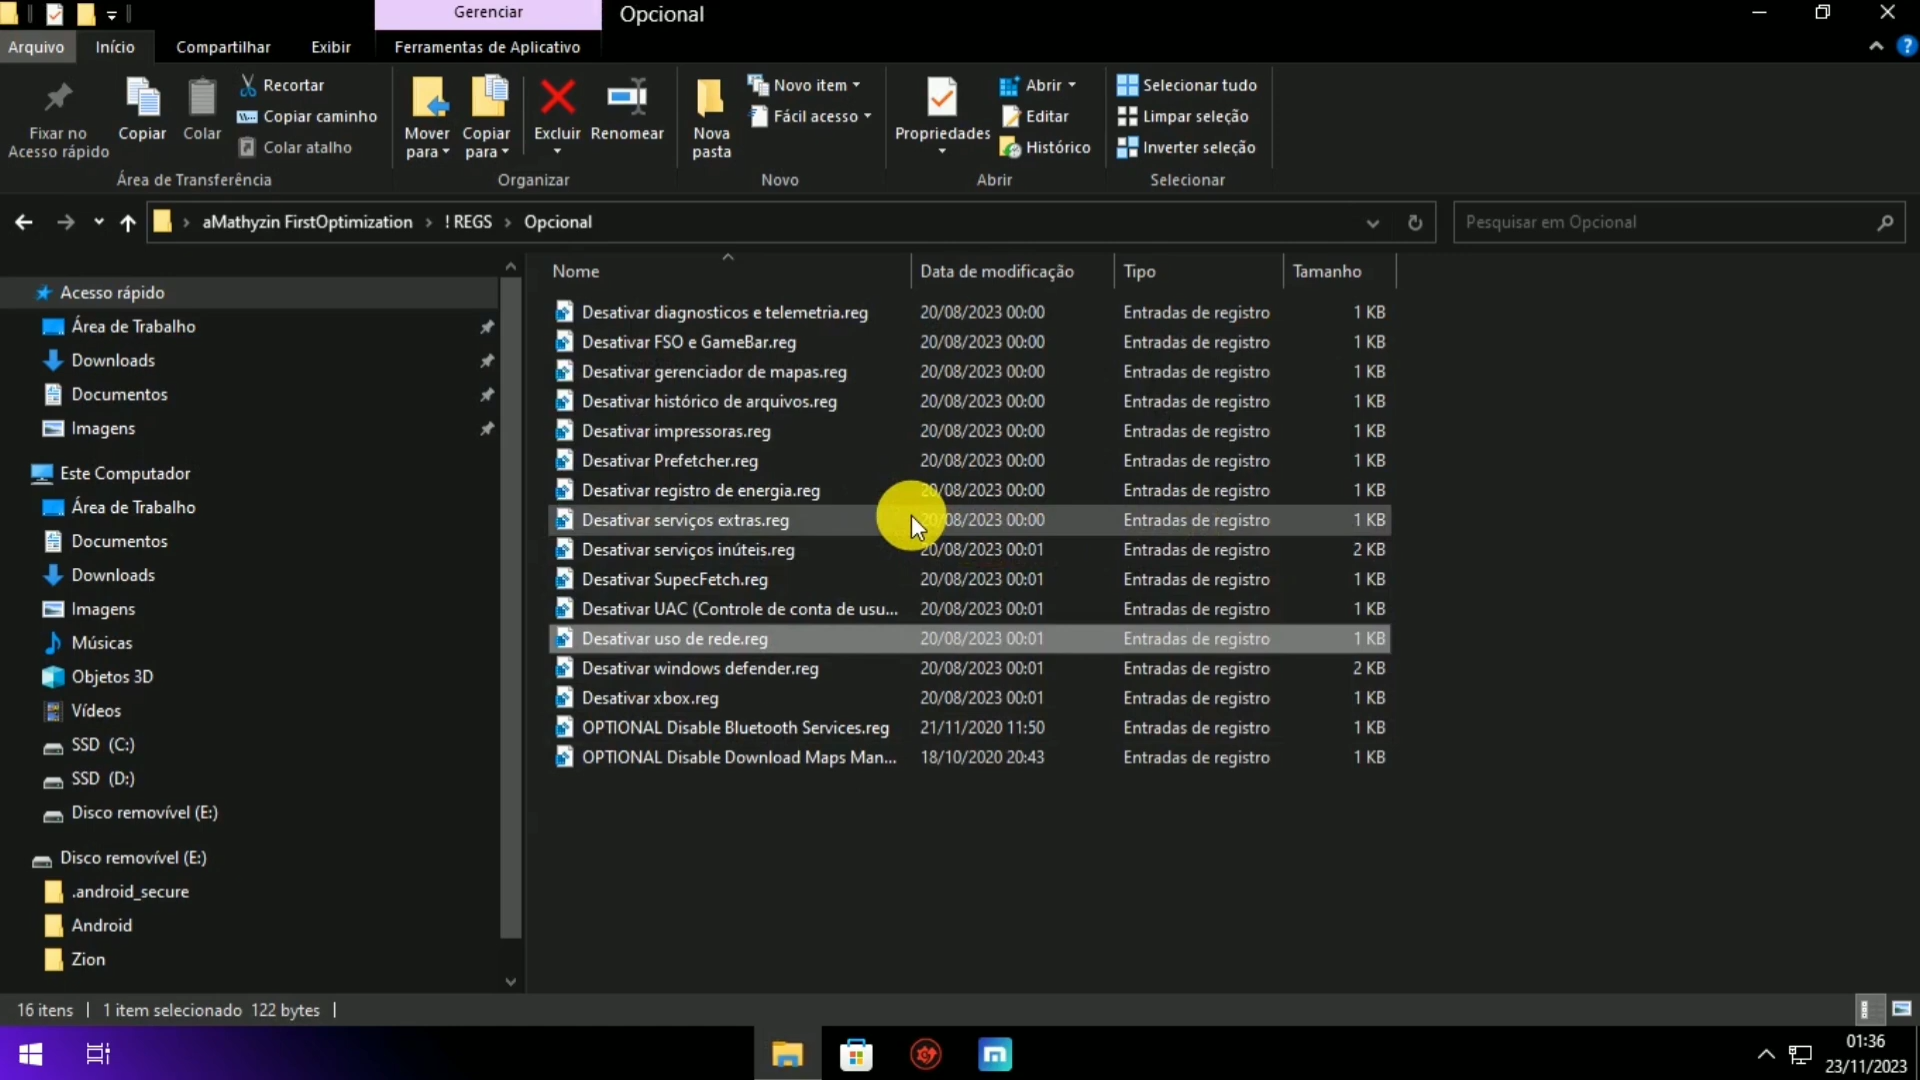 Gerenciar
Opcional
Arquivo
Início
Compartilhar
Exibir
Ferramentas de Aplicativo
Fixar no
Acesso rápido
Copiar
Colar
Recortar
Copiar caminho
Colar atalho
Mover
para
Copiar
para
Excluir
Renomear
Nova
pasta
Novo item
Fácil acesso
Propriedades
Abrir
Editar
Histórico
Selecionar tudo
Limpar seleção
Inverter seleção
Área de Transferência
Organizar
Novo
Abrir
Selecionar
aMathyzin FirstOptimization > ! REGS > Opcional
Pesquisar em Opcional
Acesso rápido
Área de Trabalho
Downloads
Documentos
Imagens
Este Computador
Área de Trabalho
Documentos
Downloads
Imagens
Músicas
Objetos 3D
Vídeos
SSD (C:)
SSD (D:)
Disco removível (E:)
Disco removível (E:)
.android_secure
Android
Zion
Nome Data de modificação Tipo Tamanho
Desativar diagnosticos e telemetria.reg 20/08/2023 00:00 Entradas de registro 1 KB
Desativar FSO e GameBar.reg 20/08/2023 00:00 Entradas de registro 1 KB
Desativar gerenciador de mapas.reg 20/08/2023 00:00 Entradas de registro 1 KB
Desativar histórico de arquivos.reg 20/08/2023 00:00 Entradas de registro 1 KB
Desativar impressoras.reg 20/08/2023 00:00 Entradas de registro 1 KB
Desativar Prefetcher.reg 20/08/2023 00:00 Entradas de registro 1 KB
Desativar registro de energia.reg 20/08/2023 00:00 Entradas de registro 1 KB
Desativar serviços extras.reg 20/08/2023 00:00 Entradas de registro 1 KB
Desativar serviços inúteis.reg 20/08/2023 00:01 Entradas de registro 2 KB
Desativar SupecFetch.reg 20/08/2023 00:01 Entradas de registro 1 KB
Desativar UAC (Controle de conta de usu... 20/08/2023 00:01 Entradas de registro 1 KB
Desativar uso de rede.reg 20/08/2023 00:01 Entradas de registro 1 KB
Desativar windows defender.reg 20/08/2023 00:01 Entradas de registro 2 KB
Desativar xbox.reg 20/08/2023 00:01 Entradas de registro 1 KB
OPTIONAL Disable Bluetooth Services.reg 21/11/2020 11:50 Entradas de registro 1 KB
OPTIONAL Disable Download Maps Man... 18/10/2020 20:43 Entradas de registro 1 KB
16 itens | 1 item selecionado 122 bytes |
01:36
23/11/2023